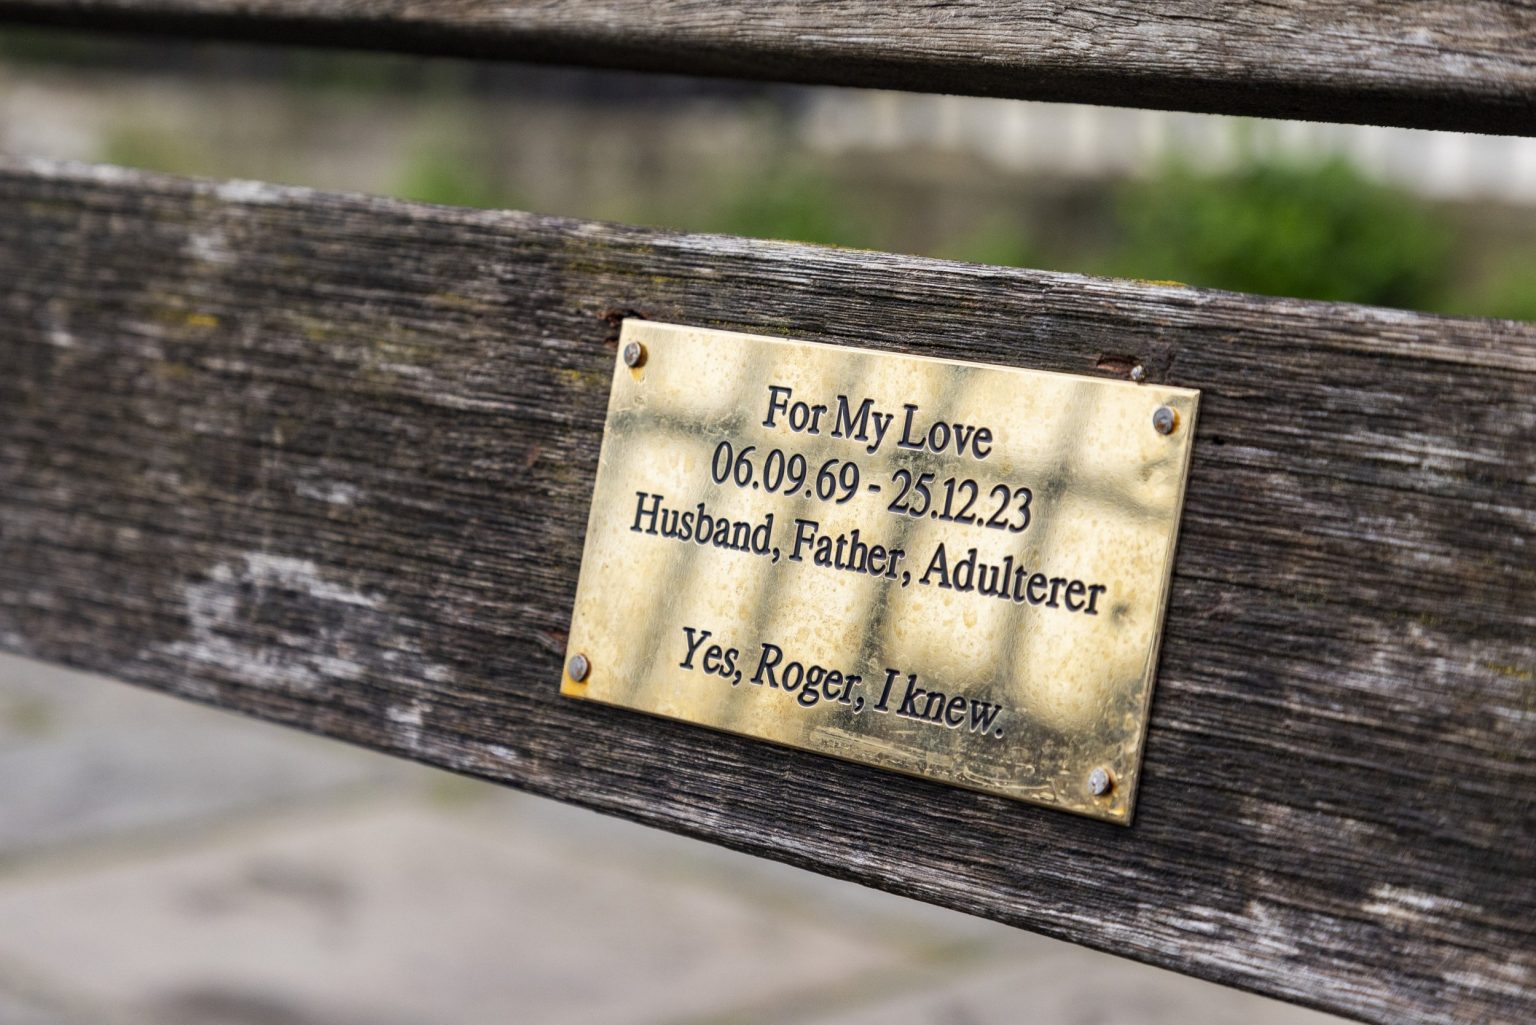 For My Love
06.09.69 - 25.12.23
Husband, Father, Adulterer
Yes, Roger, I knew.